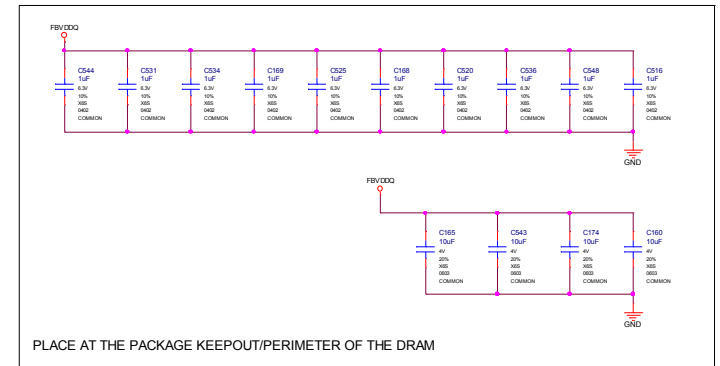 FBVDDQ
C544
1uF
6.3V
10%
X6S
0402
COMMON
C531
1uF
6.3V
10%
X6S
0402
COMMON
C534
1uF
6.3V
10%
X6S
0402
COMMON
C169
1uF
6.3V
10%
X6S
0402
COMMON
C525
1uF
6.3V
10%
X6S
0402
COMMON
C168
1uF
6.3V
10%
X6S
0402
COMMON
C520
1uF
6.3V
10%
X6S
0402
COMMON
C536
1uF
6.3V
10%
X6S
0402
COMMON
C548
1uF
6.3V
10%
X6S
0402
COMMON
C516
1uF
6.3V
10%
X6S
0402
COMMON
GND
FBVDDQ
C165
10uF
4V
20%
X6S
0603
COMMON
C543
10uF
4V
20%
X6S
0603
COMMON
C174
10uF
4V
20%
X6S
0603
COMMON
C160
10uF
4V
20%
X6S
0603
COMMON
GND
PLACE AT THE PACKAGE KEEPOUT/PERIMETER OF THE DRAM